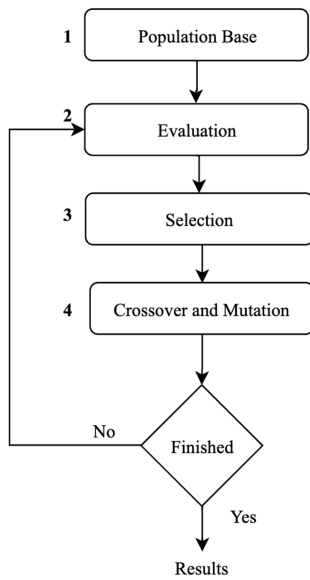 1 Population Base
2 Evaluation
3 Selection
4 Crossover and Mutation
Finished
No
Yes
Results